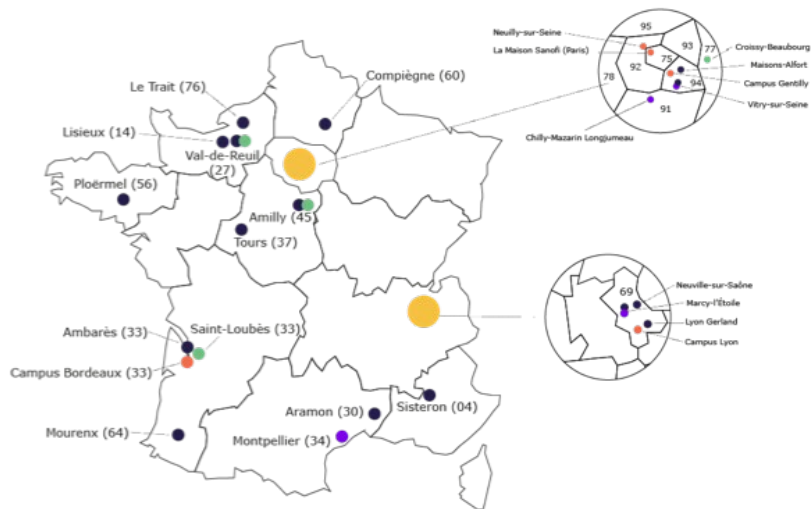 95
Neuilly-sur-Seine
La Maison Sanofi (Paris)
93
77
Croissy-Beaubourg
75
92
Maisons-Alfort
78
94
Campus Gentilly
Vitry-sur-Seine
91
Chilly-Mazarin Longjumeau
Compiègne (60)
Le Trait (76)
Lisieux (14)
Val-de-Reuil
(27)
Ploërmel (56)
Amilly (45)
Tours (37)
69
Neuville-sur-Saône
Marcy-l'Étoile
Lyon Gerland
Campus Lyon
Ambarès (33)
Saint-Loubès (33)
Campus Bordeaux (33)
Aramon (30)
Sisteron (04)
Mourenx (64)
Montpellier (34)